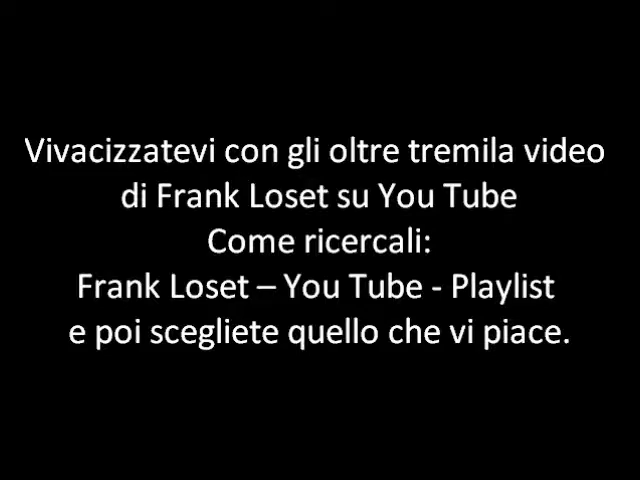 Vivacizzatevi con gli oltre tremila video
di Frank Loset su You Tube
Come ricercali:
Frank Loset – You Tube - Playlist
e poi scegliete quello che vi piace.